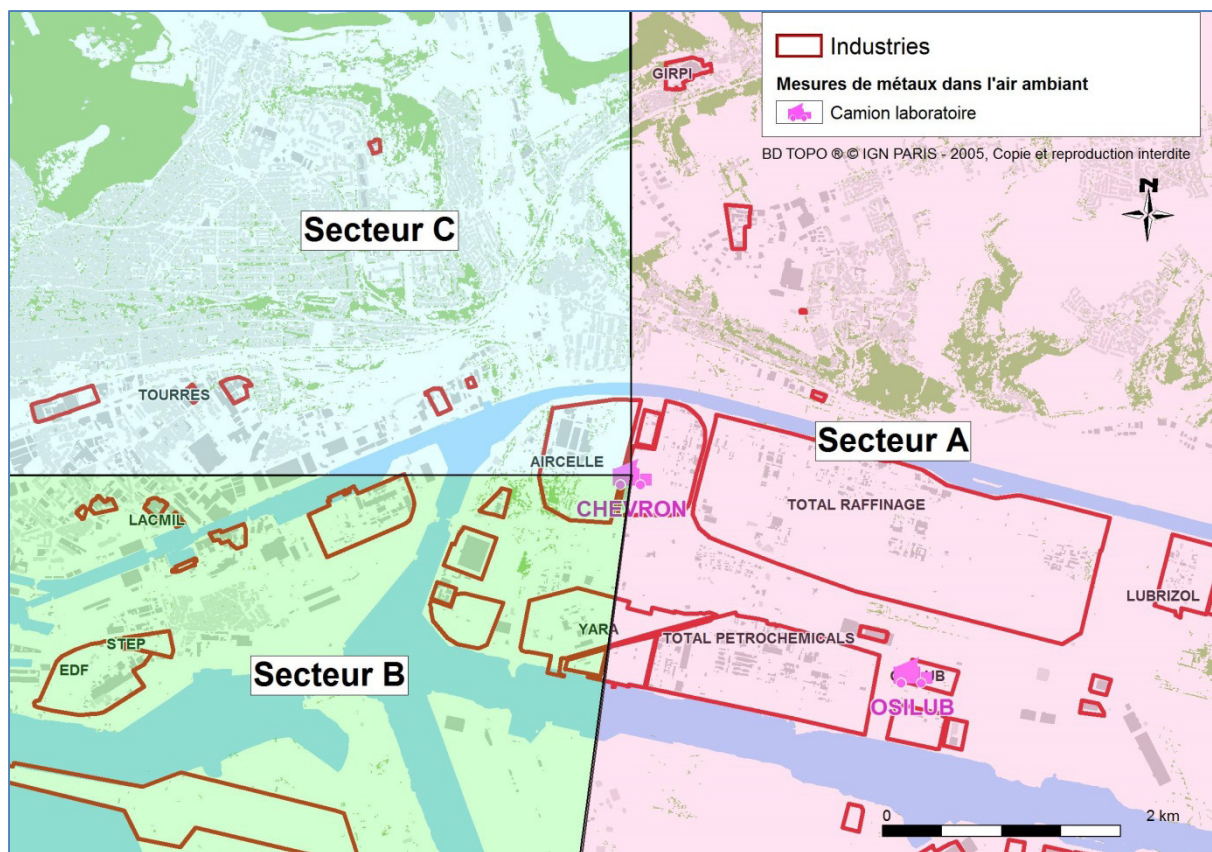 GIRPI
Industries
Mesures de métaux dans l'air ambiant
Camion laboratoire
BD TOPO ® © IGN PARIS - 2005, Copie et reproduction interdite
N
Secteur C
TOURRES
Secteur A
AIRCELLE
CHEVRON
TOTAL RAFFINAGE
LACMIL
LUBRIZOL
STEP
EDF
YARA
TOTAL PETROCHEMICALS
Secteur B
OSILUB
0 2 km